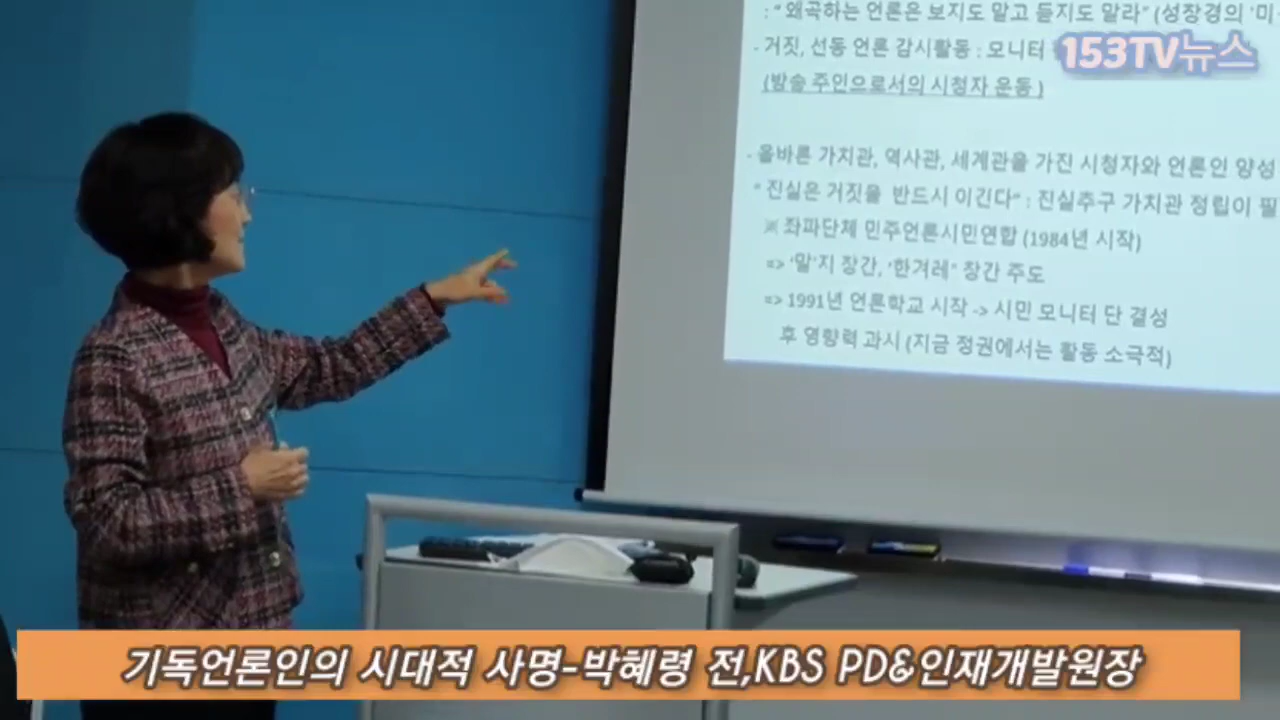 : “ 왜곡하는 언론은 보지도 말고 듣지도 말라” (성창경의 '미
- 거짓, 선동 언론 감시활동 : 모니터
153TV뉴스
(방송 주인으로서의 시청자 운동 )
- 올바른 가치관, 역사관, 세계관을 가진 시청자와 언론인 양성
“ 진실은 거짓을 반드시 이긴다“ : 진실추구 가치관 정립이 필
※ 좌파단체 민주언론시민연합 (1984년 시작)
=> ‘말’지 장간, ‘한겨레” 장간 주도
=> 1991년 언론학교 시작 -> 시민 모니터 단 결성
후 영향력 과시 (지금 정권에서는 활동 소극적)
기독언론인의 시대적 사명-박혜령 전,KBS PD&인재개발원장